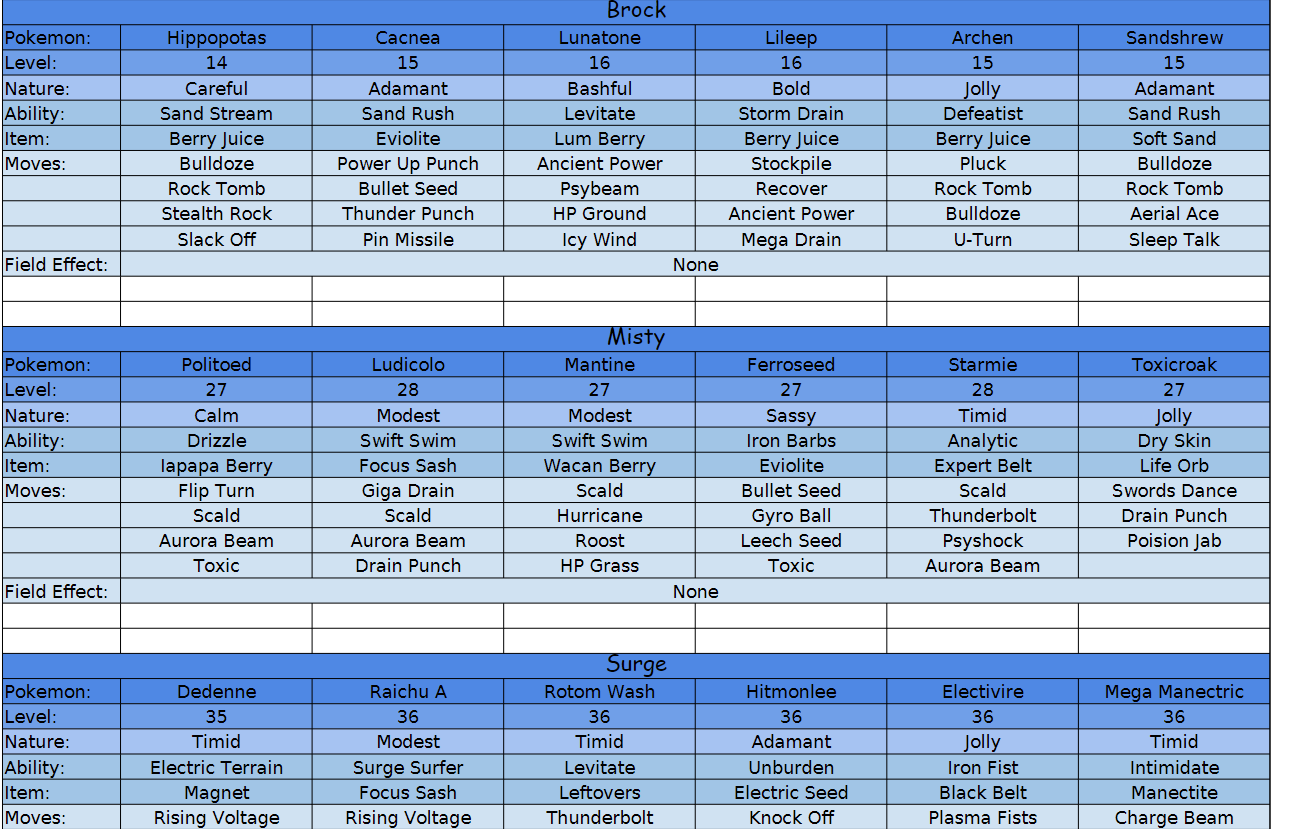 Brock
Pokemon: Hippopotas Cacnea Lunatone Lileep Archen Sandshrew
Level: 14 15 16 16 15 15
Nature: Careful Adamant Bashful Bold Jolly Adamant
Ability: Sand Stream Sand Rush Levitate Storm Drain Defeatist Sand Rush
Item: Berry Juice Eviolite Lum Berry Berry Juice Berry Juice Soft Sand
Moves: Bulldoze Power Up Punch Ancient Power Stockpile Pluck Bulldoze
Rock Tomb Bullet Seed Psybeam Recover Rock Tomb Rock Tomb
Stealth Rock Thunder Punch HP Ground Ancient Power Bulldoze Aerial Ace
Slack Off Pin Missile Icy Wind Mega Drain U-Turn Sleep Talk
Field Effect: None
Misty
Pokemon: Politoed Ludicolo Mantine Ferroseed Starmie Toxicroak
Level: 27 28 27 27 28 27
Nature: Calm Modest Modest Sassy Timid Jolly
Ability: Drizzle Swift Swim Swift Swim Iron Barbs Analytic Dry Skin
Item: Iapapa Berry Focus Sash Wacan Berry Eviolite Expert Belt Life Orb
Moves: Flip Turn Giga Drain Scald Bullet Seed Scald Swords Dance
Scald Scald Hurricane Gyro Ball Thunderbolt Drain Punch
Aurora Beam Aurora Beam Roost Leech Seed Psyshock Poision Jab
Toxic Drain Punch HP Grass Toxic Aurora Beam
Field Effect: None
Surge
Pokemon: Dedenne Raichu A Rotom Wash Hitmonlee Electivire Mega Manectric
Level: 35 36 36 36 36 36
Nature: Timid Modest Timid Adamant Jolly Timid
Ability: Electric Terrain Surge Surfer Levitate Unburden Iron Fist Intimidate
Item: Magnet Focus Sash Leftovers Electric Seed Black Belt Manectite
Moves: Rising Voltage Rising Voltage Thunderbolt Knock Off Plasma Fists Charge Beam